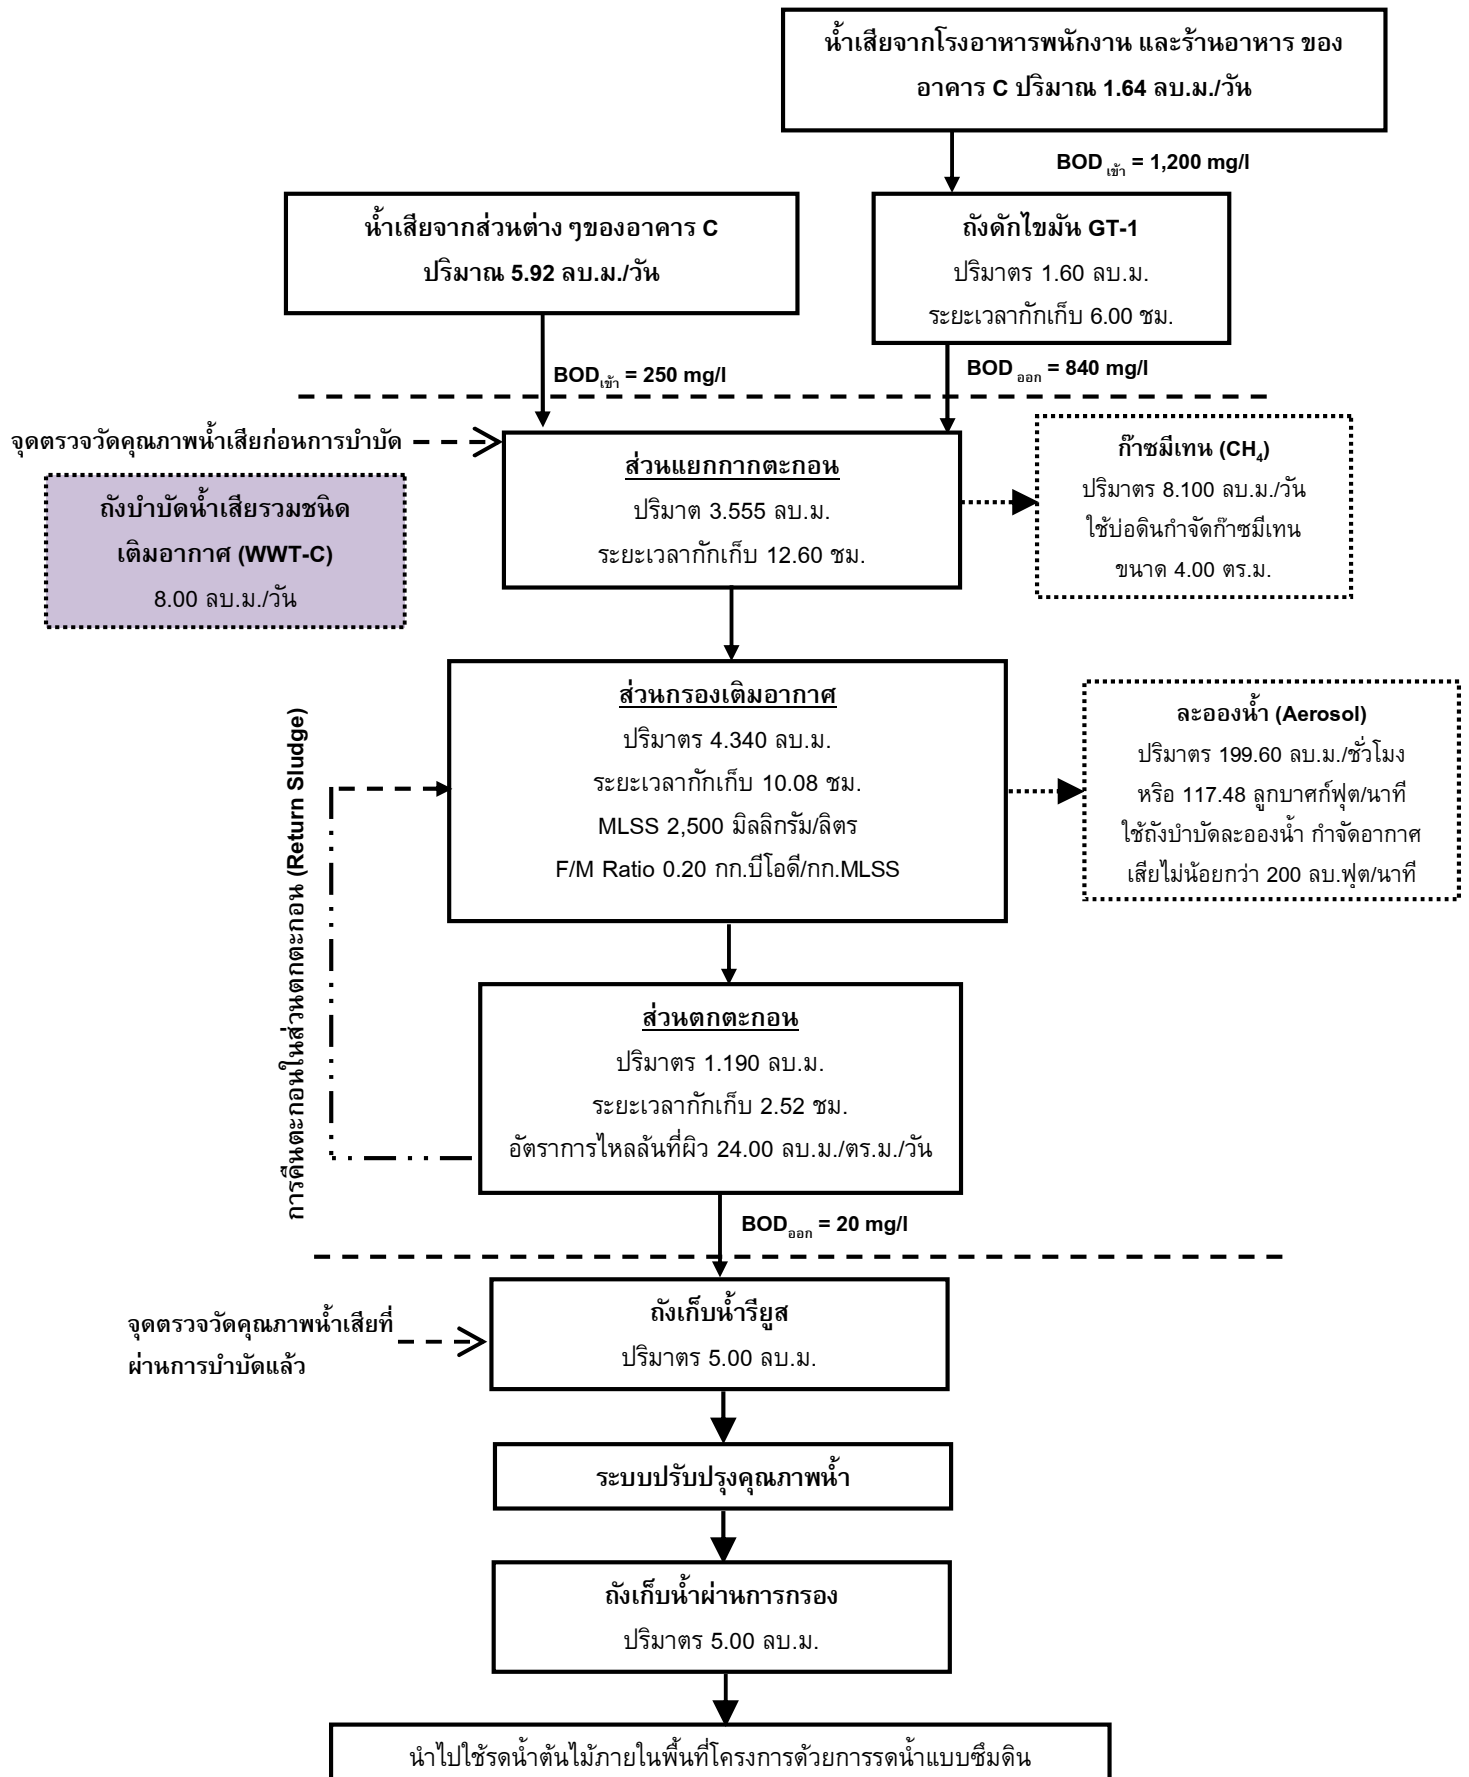 น้ำเสียจากโรงอาหารพนักงาน และร้านอาหาร ของ
อาคาร C ปริมาณ 1.64 ลบ.ม./วัน
BOD เข้า = 1,200 mg/l
น้ำเสียจากส่วนต่าง ๆของอาคาร C
ปริมาณ 5.92 ลบ.ม./วัน
ถังดักไขมัน GT-1
ปริมาตร 1.60 ลบ.ม.
ระยะเวลากักเก็บ 6.00 ชม.
BODเข้า = 250 mg/l
BOD ออก = 840 mg/l
จุดตรวจวัดคุณภาพน้ำเสียก่อนการบำบัด
ส่วนแยกกากตะกอน
ปริมาต 3.555 ลบ.ม.
ระยะเวลากักเก็บ 12.60 ชม.
ก๊าซมีเทน (CH4)
ปริมาตร 8.100 ลบ.ม./วัน
ใช้บ่อดินกำจัดก๊าซมีเทน
ขนาด 4.00 ตร.ม.
ถังบำบัดน้ำเสียรวมชนิด
เติมอากาศ (WWT-C)
8.00 ลบ.ม./วัน
ส่วนกรองเติมอากาศ
ปริมาตร 4.340 ลบ.ม.
ระยะเวลากักเก็บ 10.08 ชม.
MLSS 2,500 มิลลิกรัม/ลิตร
F/M Ratio 0.20 กก.บีโอดี/กก.MLSS
ละอองน้ำ (Aerosol)
ปริมาตร 199.60 ลบ.ม./ชั่วโมง
หรือ 117.48 ลูกบาศก์ฟุต/นาที
ใช้ถังบำบัดละอองน้ำ กำจัดอากาศ
เสียไม่น้อยกว่า 200 ลบ.ฟุต/นาที
การคืนตะกอนในส่วนตกตะกอน (Return Sludge)
ส่วนตกตะกอน
ปริมาตร 1.190 ลบ.ม.
ระยะเวลากักเก็บ 2.52 ชม.
อัตราการไหลล้นที่ผิว 24.00 ลบ.ม./ตร.ม./วัน
BODออก = 20 mg/l
จุดตรวจวัดคุณภาพน้ำเสียที่
ผ่านการบำบัดแล้ว
ถังเก็บน้ำรียูส
ปริมาตร 5.00 ลบ.ม.
ระบบปรับปรุงคุณภาพน้ำ
ถังเก็บน้ำผ่านการกรอง
ปริมาตร 5.00 ลบ.ม.
นำไปใช้รดน้ำต้นไม้ภายในพื้นที่โครงการด้วยการรดน้ำแบบซึมดิน